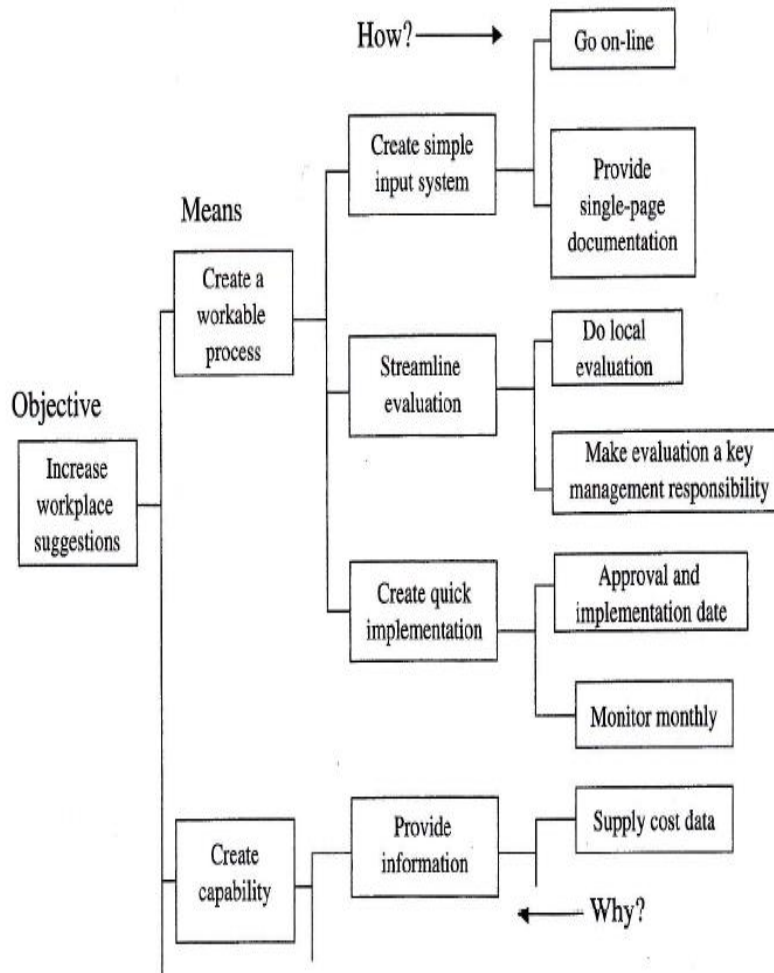 How?
Go on-line
Create simple
input system
Provide
single-page
documentation
Means
Create a
workable
process
Streamline
evaluation
Do local
evaluation
Objective
Increase
workplace
suggestions
Make evaluation a key
management responsibility
Create quick
implementation
Approval and
implementation date
Monitor monthly
Create
capability
Provide
information
Supply cost data
Why?